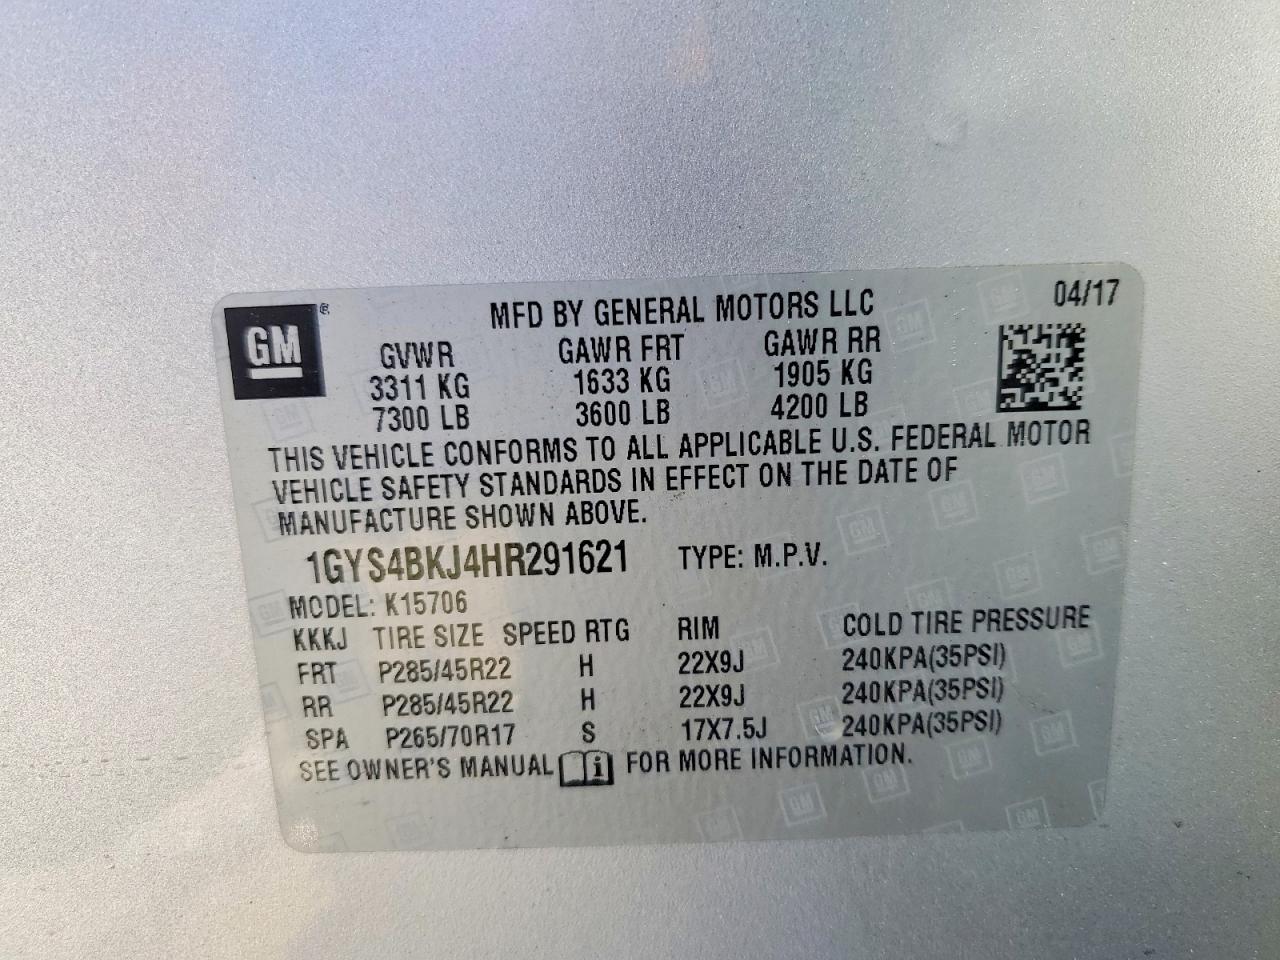 GM ®
MFD BY GENERAL MOTORS LLC 04/17
GVWR GAWR FRT GAWR RR
3311 KG 1633 KG 1905 KG
7300 LB 3600 LB 4200 LB
THIS VEHICLE CONFORMS TO ALL APPLICABLE U.S. FEDERAL MOTOR
VEHICLE SAFETY STANDARDS IN EFFECT ON THE DATE OF
MANUFACTURE SHOWN ABOVE.
1GYS4BKJ4HR291621 TYPE: M.P.V.
MODEL: K15706
KKKJ TIRE SIZE SPEED RTG RIM COLD TIRE PRESSURE
FRT P285/45R22 H 22X9J 240KPA(35PSI)
RR P285/45R22 H 22X9J 240KPA(35PSI)
SPA P265/70R17 S 17X7.5J 240KPA(35PSI)
SEE OWNER'S MANUAL i FOR MORE INFORMATION.